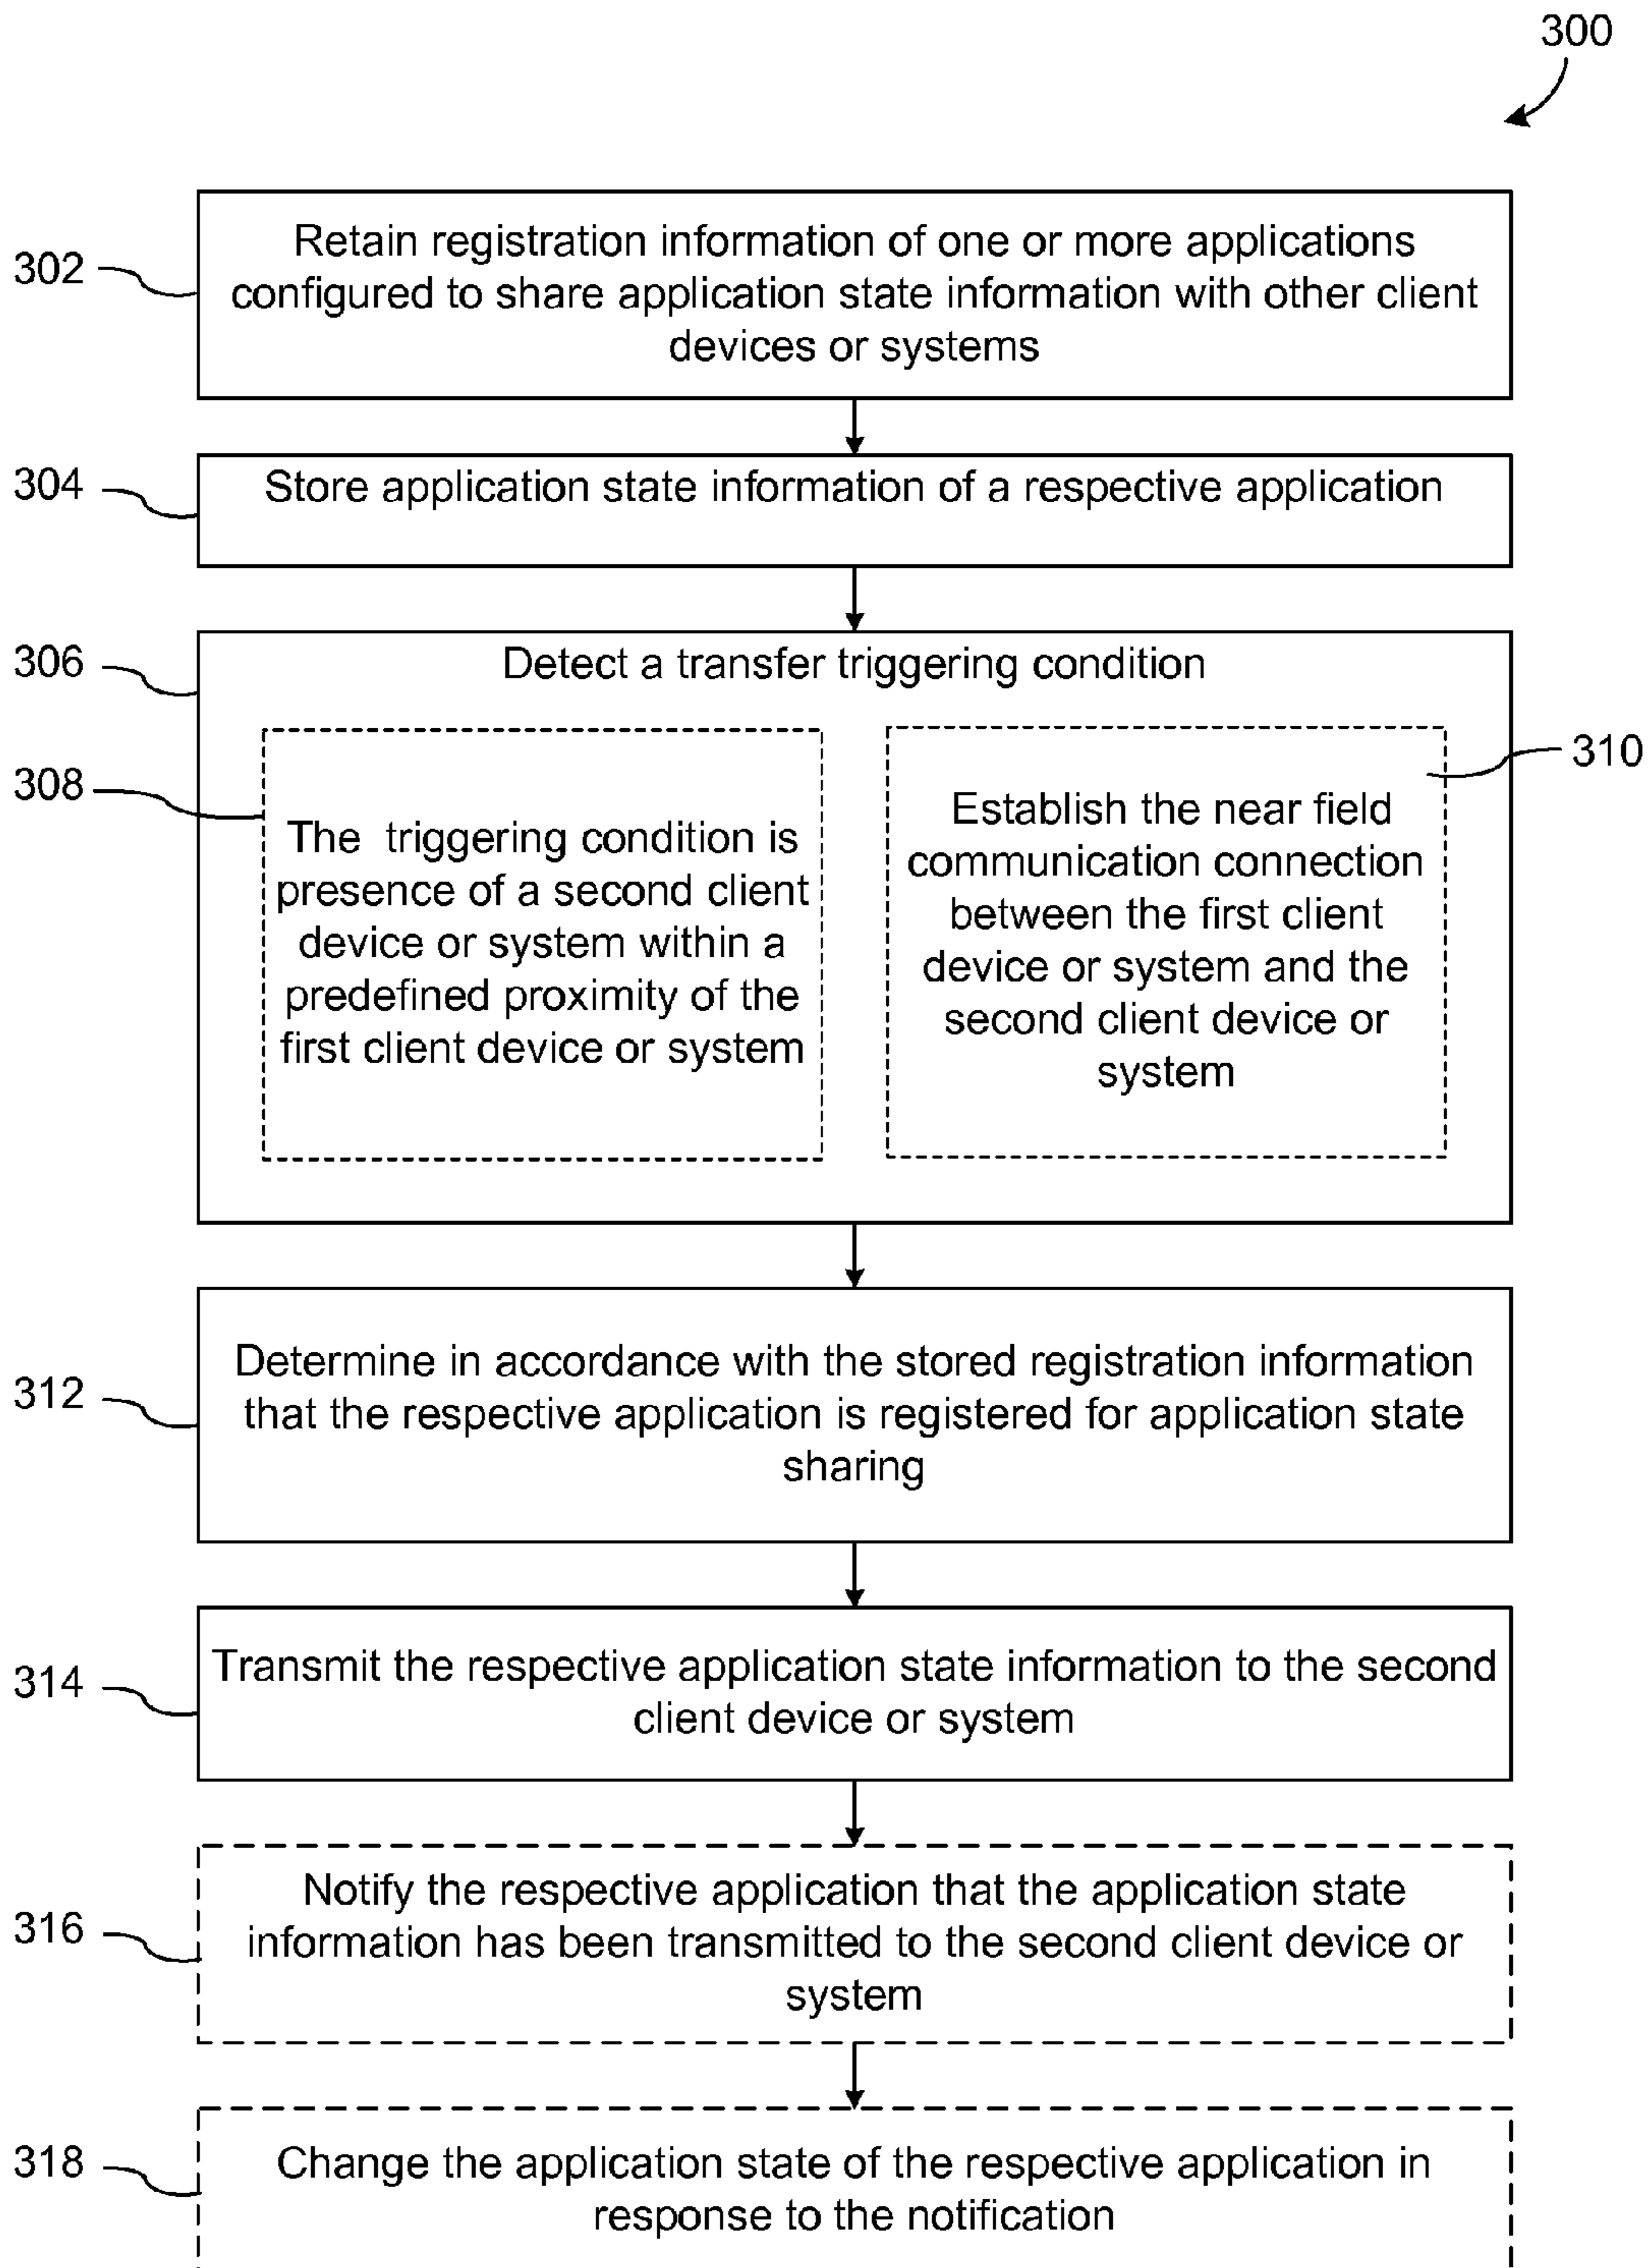 300
302
Retain registration information of one or more applications
configured to share application state information with other client
devices or systems
304
Store application state information of a respective application
306
Detect a transfer triggering condition
308
The triggering condition is
presence of a second client
device or system within a
predefined proximity of the
first client device or system
310
Establish the near field
communication connection
between the first client
device or system and the
second client device or
system
312
Determine in accordance with the stored registration information
that the respective application is registered for application state
sharing
314
Transmit the respective application state information to the second
client device or system
316
Notify the respective application that the application state
information has been transmitted to the second client device or
system
318
Change the application state of the respective application in
response to the notification